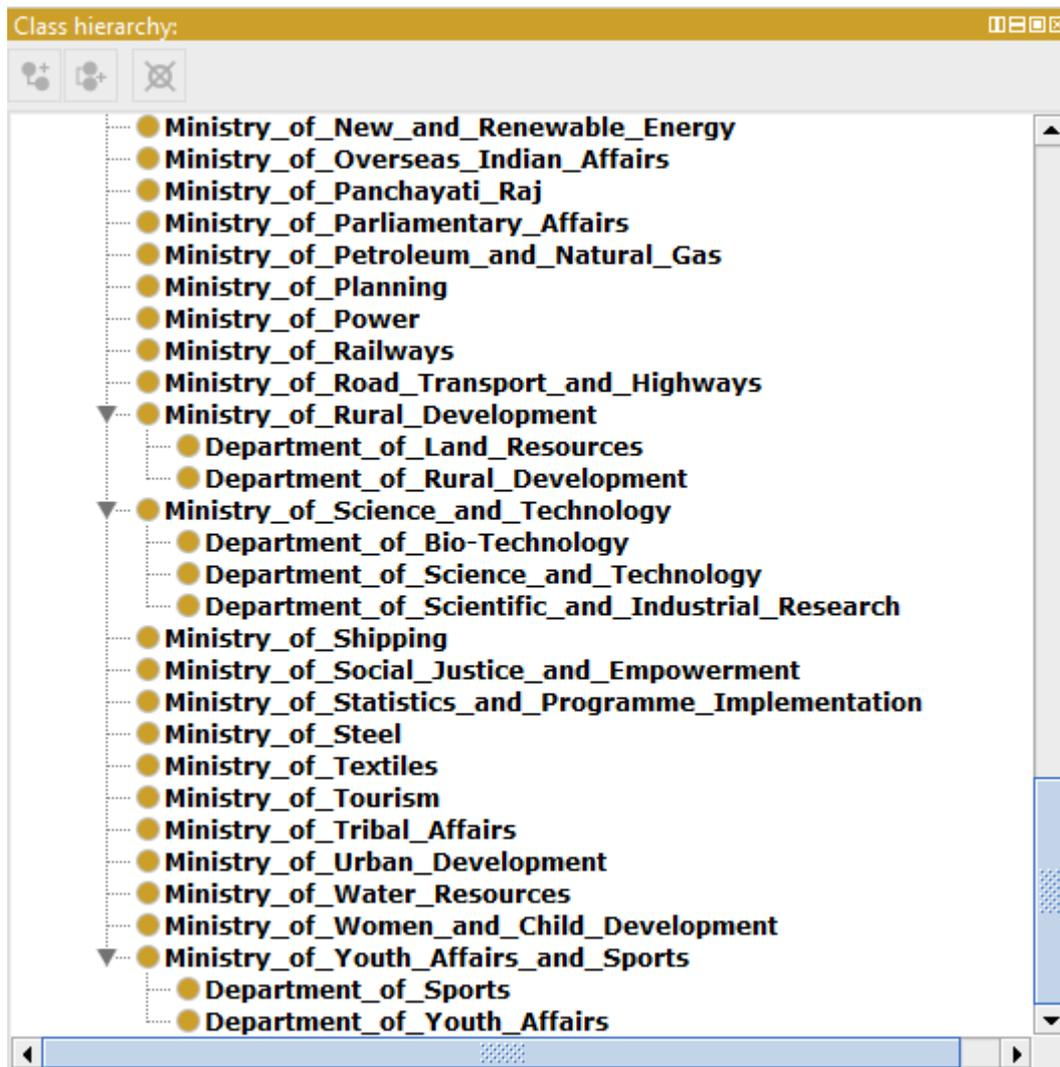 Class hierarchy:
Ministry_of_New_and_Renewable_Energy
Ministry_of_Overseas_Indian_Affairs
Ministry_of_Panchayati_Raj
Ministry_of_Parliamentary_Affairs
Ministry_of_Petroleum_and_Natural_Gas
Ministry_of_Planning
Ministry_of_Power
Ministry_of_Railways
Ministry_of_Road_Transport_and_Highways
Ministry_of_Rural_Development
Department_of_Land_Resources
Department_of_Rural_Development
Ministry_of_Science_and_Technology
Department_of_Bio-Technology
Department_of_Science_and_Technology
Department_of_Scientific_and_Industrial_Research
Ministry_of_Shipping
Ministry_of_Social_Justice_and_Empowerment
Ministry_of_Statistics_and_Programme_Implementation
Ministry_of_Steel
Ministry_of_Textiles
Ministry_of_Tourism
Ministry_of_Tribal_Affairs
Ministry_of_Urban_Development
Ministry_of_Water_Resources
Ministry_of_Women_and_Child_Development
Ministry_of_Youth_Affairs_and_Sports
Department_of_Sports
Department_of_Youth_Affairs